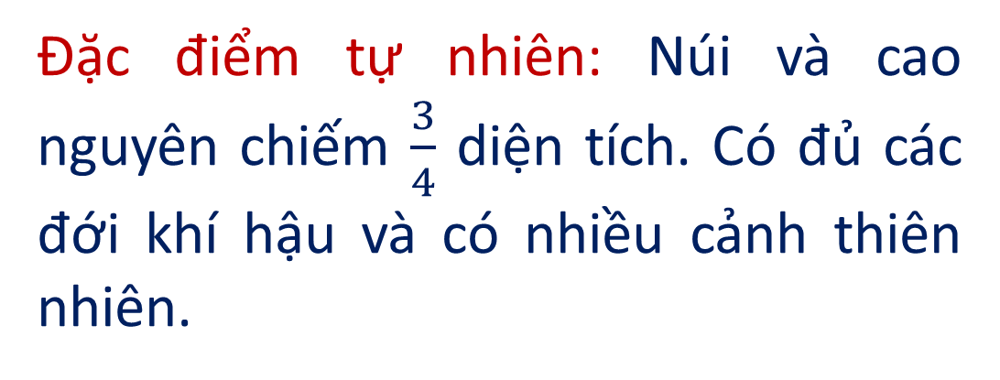 Đặc điểm tự nhiên: Núi và cao
nguyên chiếm 3/4 diện tích. Có đủ các
đới khí hậu và có nhiều cảnh thiên
nhiên.